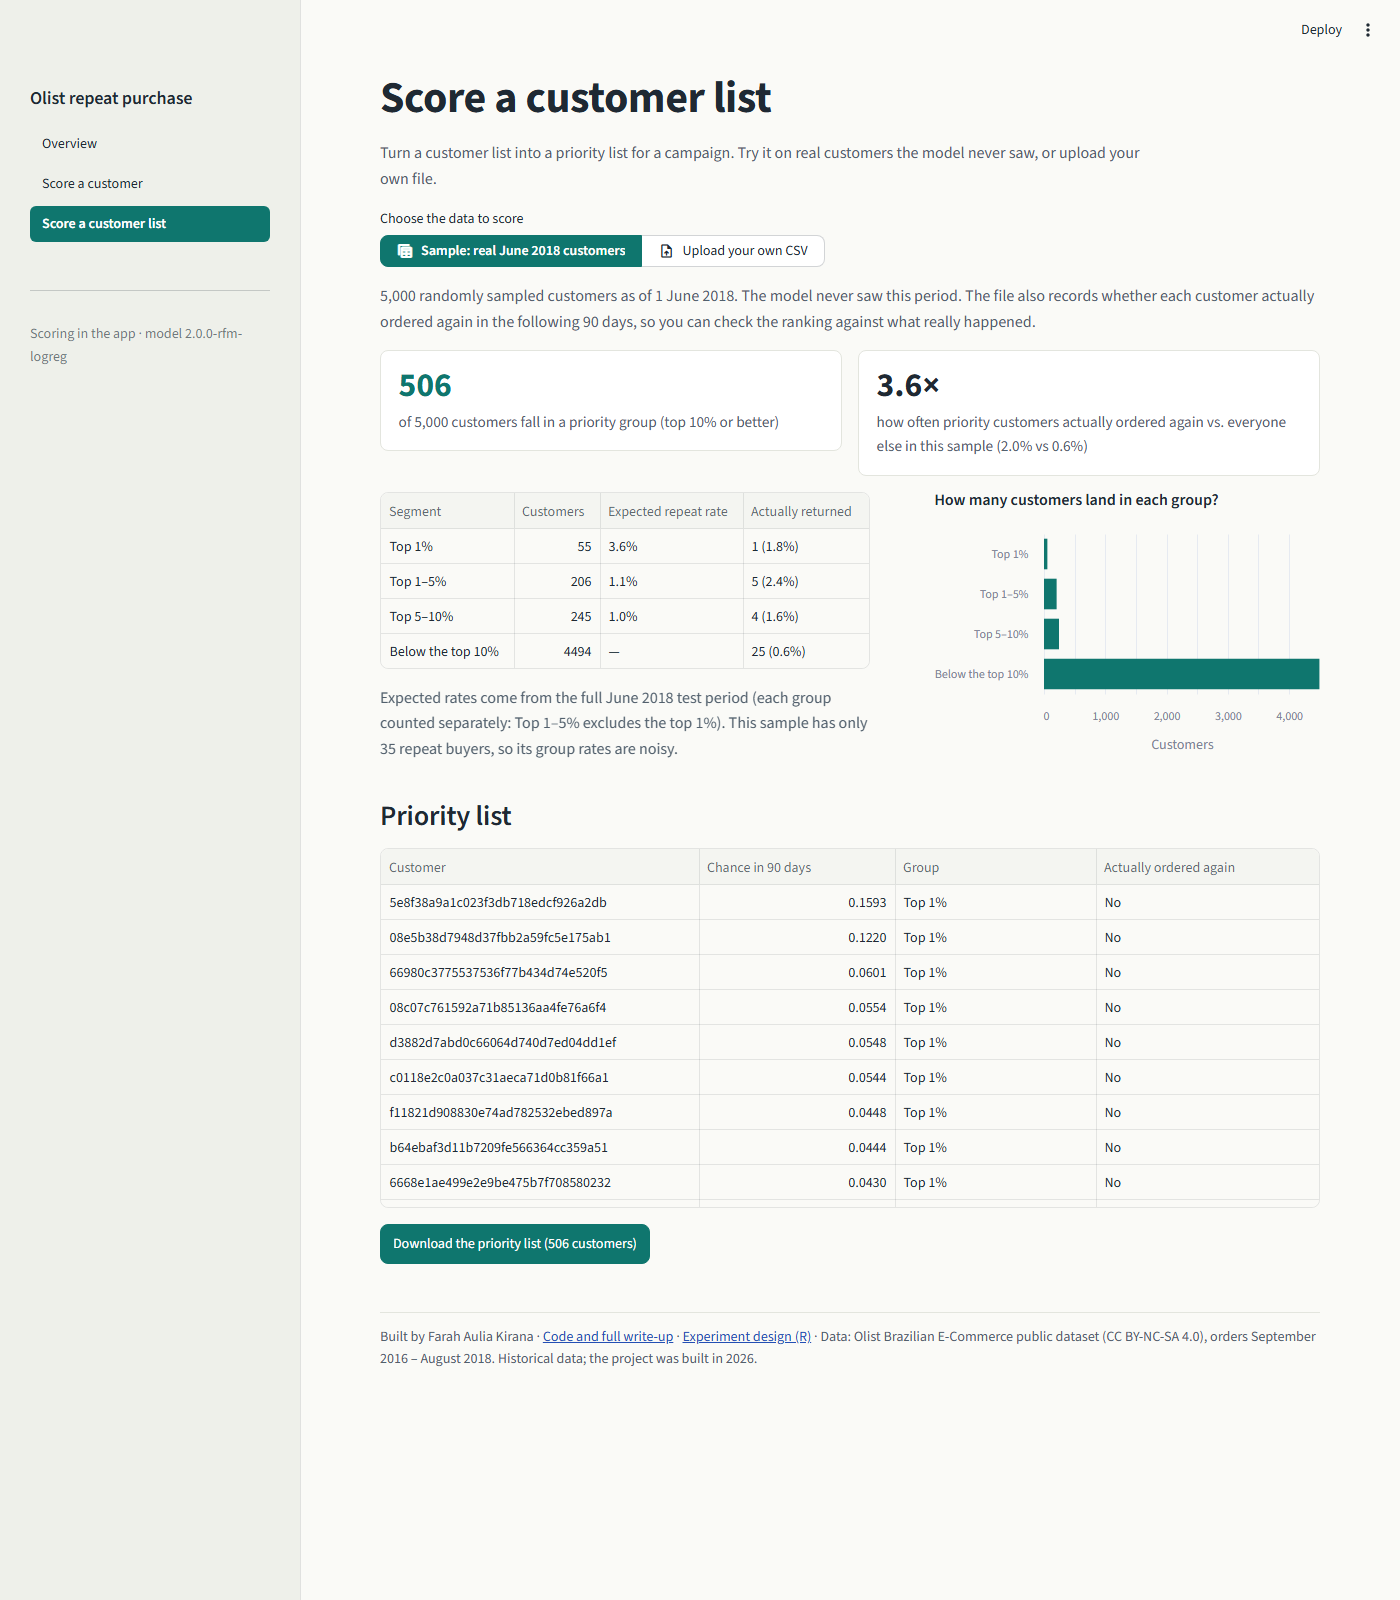 Deploy
Olist repeat purchase
Overview
Score a customer
Score a customer list
Scoring in the app · model 2.0.0-rfm-
logreg
Score a customer list
Turn a customer list into a priority list for a campaign. Try it on real customers the model never saw, or upload your
own file.
Choose the data to score
Sample: real June 2018 customers
Upload your own CSV
5,000 randomly sampled customers as of 1 June 2018. The model never saw this period. The file also records whether each customer actually
ordered again in the following 90 days, so you can check the ranking against what really happened.
506
of 5,000 customers fall in a priority group (top 10% or better)
3.6×
how often priority customers actually ordered again vs. everyone
else in this sample (2.0% vs 0.6%)
Segment Customers Expected repeat rate Actually returned
Top 1% 55 3.6% 1 (1.8%)
Top 1–5% 206 1.1% 5 (2.4%)
Top 5–10% 245 1.0% 4 (1.6%)
Below the top 10% 4494 — 25 (0.6%)
Expected rates come from the full June 2018 test period (each group
counted separately: Top 1–5% excludes the top 1%). This sample has only
35 repeat buyers, so its group rates are noisy.
How many customers land in each group?
Top 1%
Top 1–5%
Top 5–10%
Below the top 10%
0 1,000 2,000 3,000 4,000
Customers
Priority list
Customer Chance in 90 days Group Actually ordered again
5e8f38a9a1c023f3db718edcf926a2db 0.1593 Top 1% No
08e5b38d7948d37fbb2a59fc5e175ab1 0.1220 Top 1% No
66980c3775537536f77b434d74e520f5 0.0601 Top 1% No
08c07c761592a71b85136aa4fe76a6f4 0.0554 Top 1% No
d3882d7abd0c66064d740d7ed04dd1ef 0.0548 Top 1% No
c0118e2c0a037c31aeca71d0b81f66a1 0.0544 Top 1% No
f11821d908830e74ad782532ebed897a 0.0448 Top 1% No
b64ebaf3d11b7209fe566364cc359a51 0.0444 Top 1% No
6668e1ae499e2e9be475b7f708580232 0.0430 Top 1% No
Download the priority list (506 customers)
Built by Farah Aulia Kirana · Code and full write-up · Experiment design (R) · Data: Olist Brazilian E-Commerce public dataset (CC BY-NC-SA 4.0), orders September
2016 – August 2018. Historical data; the project was built in 2026.